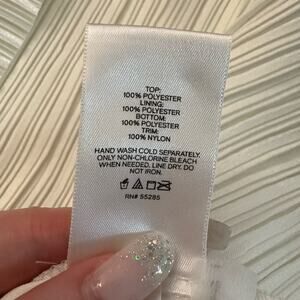 TOP:
100% POLYESTER
LINING:
100% POLYESTER
BOTTOM:
100% POLYESTER
TRIM:
100% NYLON
HAND WASH COLD SEPARATELY.
ONLY NON-CHLORINE BLEACH
WHEN NEEDED. LINE DRY. DO
NOT IRON.
RN# 55285